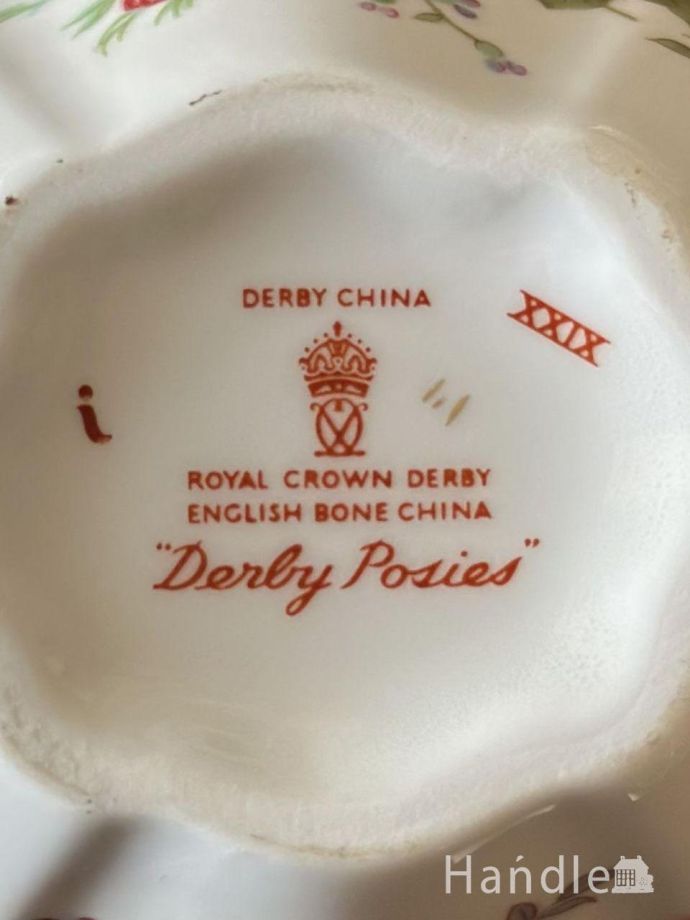 DERBY CHINA
XXIX
i
ROYAL CROWN DERBY
ENGLISH BONE CHINA
"Derby Posies"
Handle